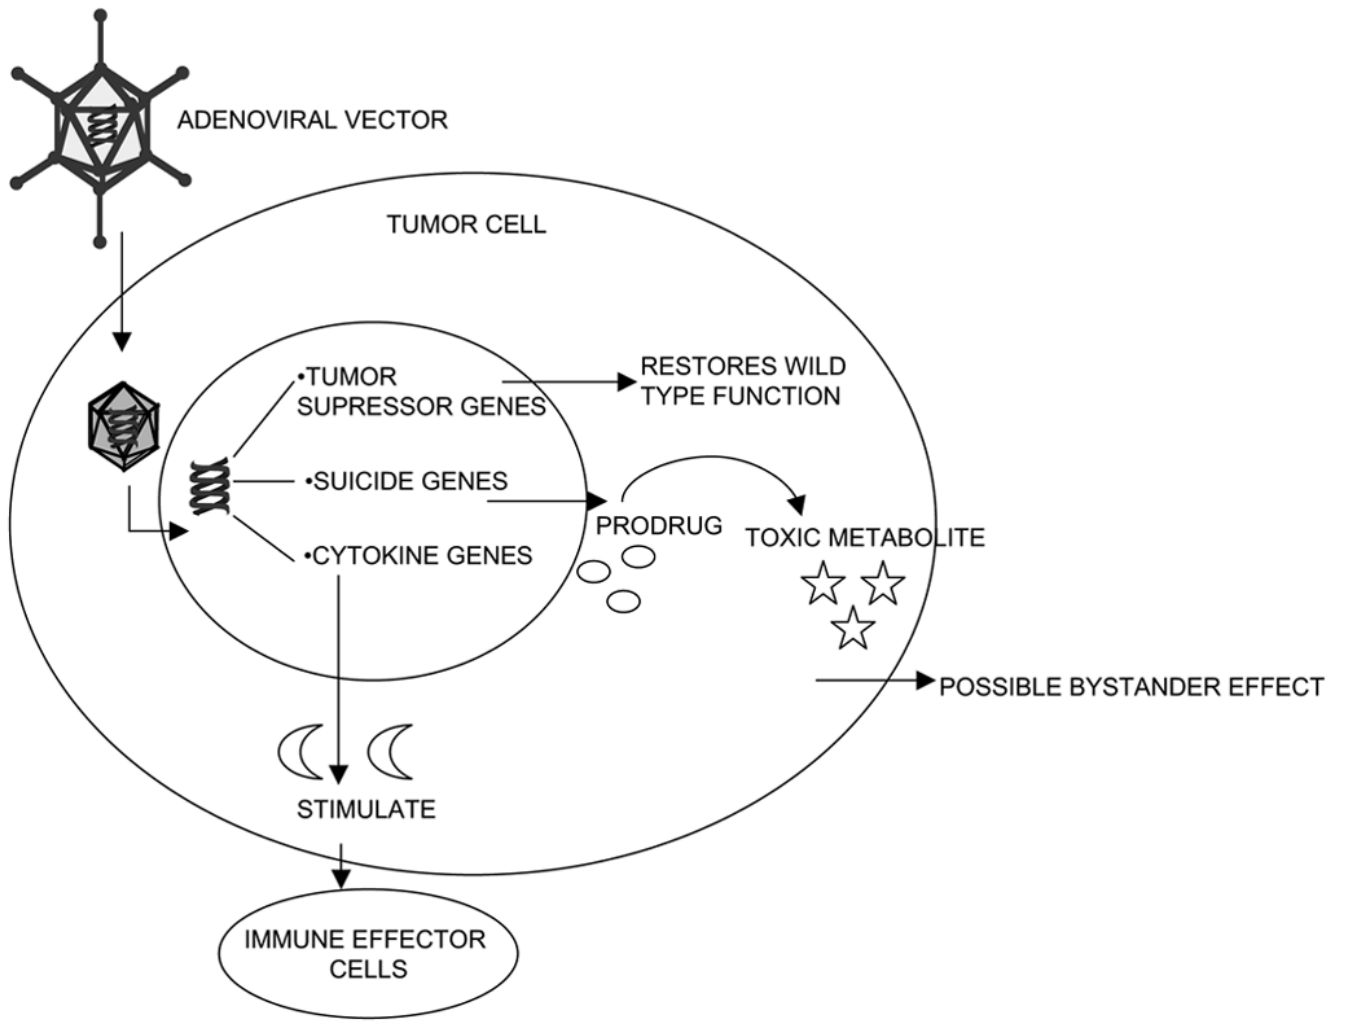 ADENOVIRAL VECTOR
TUMOR CELL
•TUMOR
SUPRESSOR GENES
RESTORES WILD
TYPE FUNCTION
•SUICIDE GENES
PRODRUG
TOXIC METABOLITE
•CYTOKINE GENES
POSSIBLE BYSTANDER EFFECT
STIMULATE
IMMUNE EFFECTOR
CELLS